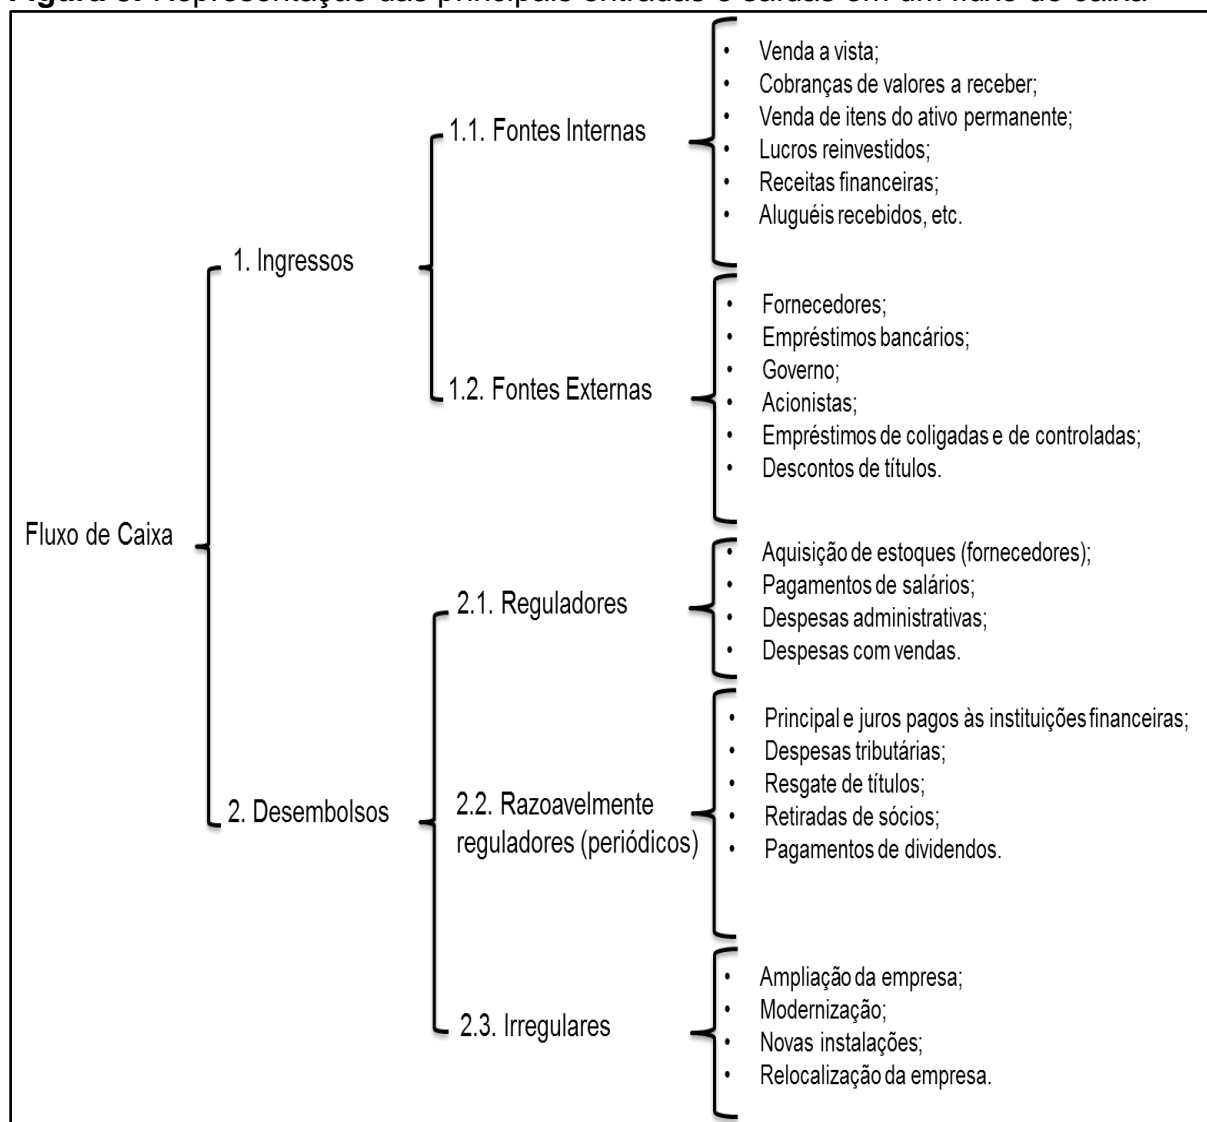 Fluxo de Caixa
1. Ingressos
1.1. Fontes Internas
• Venda a vista;
• Cobranças de valores a receber;
• Venda de itens do ativo permanente;
• Lucros reinvestidos;
• Receitas financeiras;
• Aluguéis recebidos, etc.
1.2. Fontes Externas
• Fornecedores;
• Empréstimos bancários;
• Governo;
• Acionistas;
• Empréstimos de coligadas e de controladas;
• Descontos de títulos.
2. Desembolsos
2.1. Reguladores
• Aquisição de estoques (fornecedores);
• Pagamentos de salários;
• Despesas administrativas;
• Despesas com vendas.
2.2. Razoavelmente
reguladores (periódicos)
• Principal e juros pagos às instituições financeiras;
• Despesas tributárias;
• Resgate de títulos;
• Retiradas de sócios;
• Pagamentos de dividendos.
2.3. Irregulares
• Ampliação da empresa;
• Modernização;
• Novas instalações;
• Relocalização da empresa.